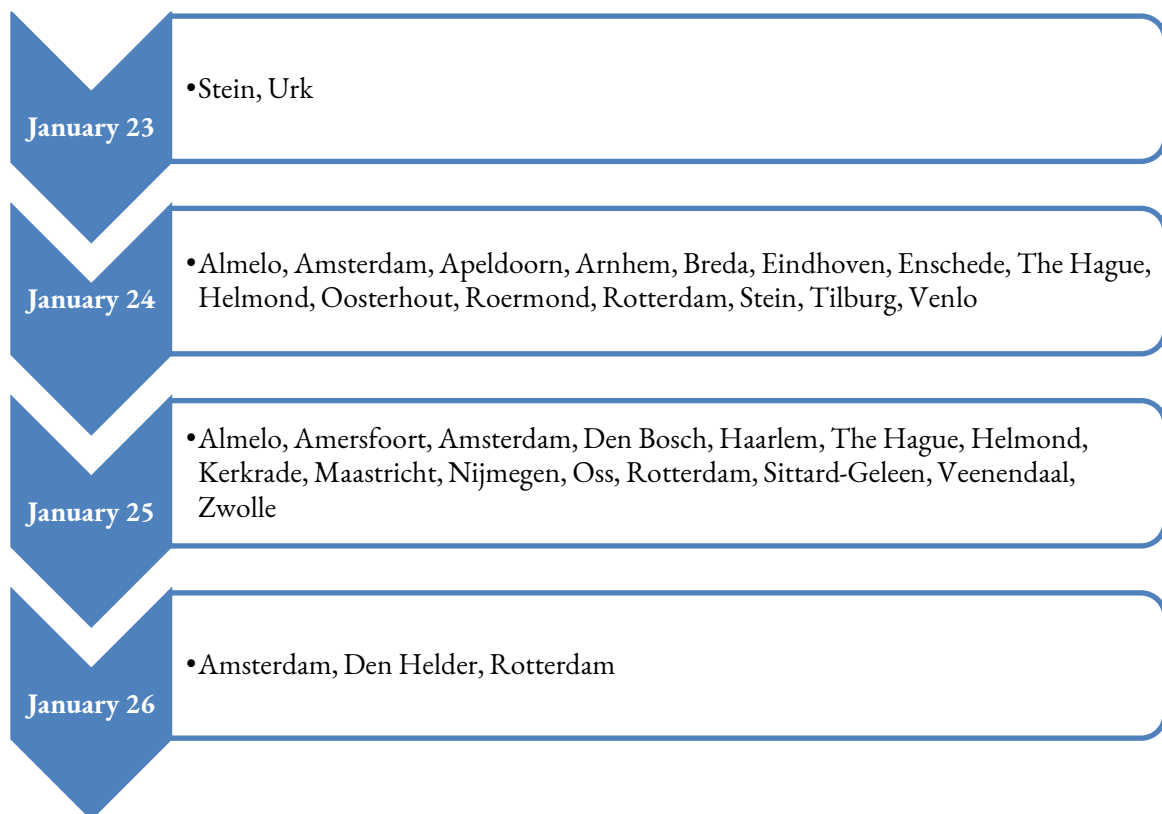 January 23
•Stein, Urk
January 24
•Almelo, Amsterdam, Apeldoorn, Arnhem, Breda, Eindhoven, Enschede, The Hague,
Helmond, Oosterhout, Roermond, Rotterdam, Stein, Tilburg, Venlo
January 25
•Almelo, Amersfoort, Amsterdam, Den Bosch, Haarlem, The Hague, Helmond,
Kerkrade, Maastricht, Nijmegen, Oss, Rotterdam, Sittard-Geleen, Veenendaal,
Zwolle
January 26
•Amsterdam, Den Helder, Rotterdam